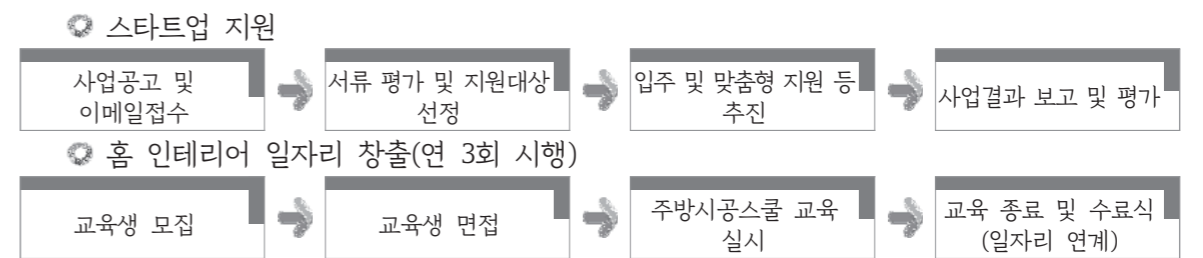 스타트업 지원
사업공고 및
이메일접수
서류 평가 및 지원대상
선정
입주 및 맞춤형 지원 등
추진
사업결과 보고 및 평가
홈 인테리어 일자리 창출(연 3회 시행)
교육생 모집
교육생 면접
주방시공스쿨 교육
실시
교육 종료 및 수료식
(일자리 연계)